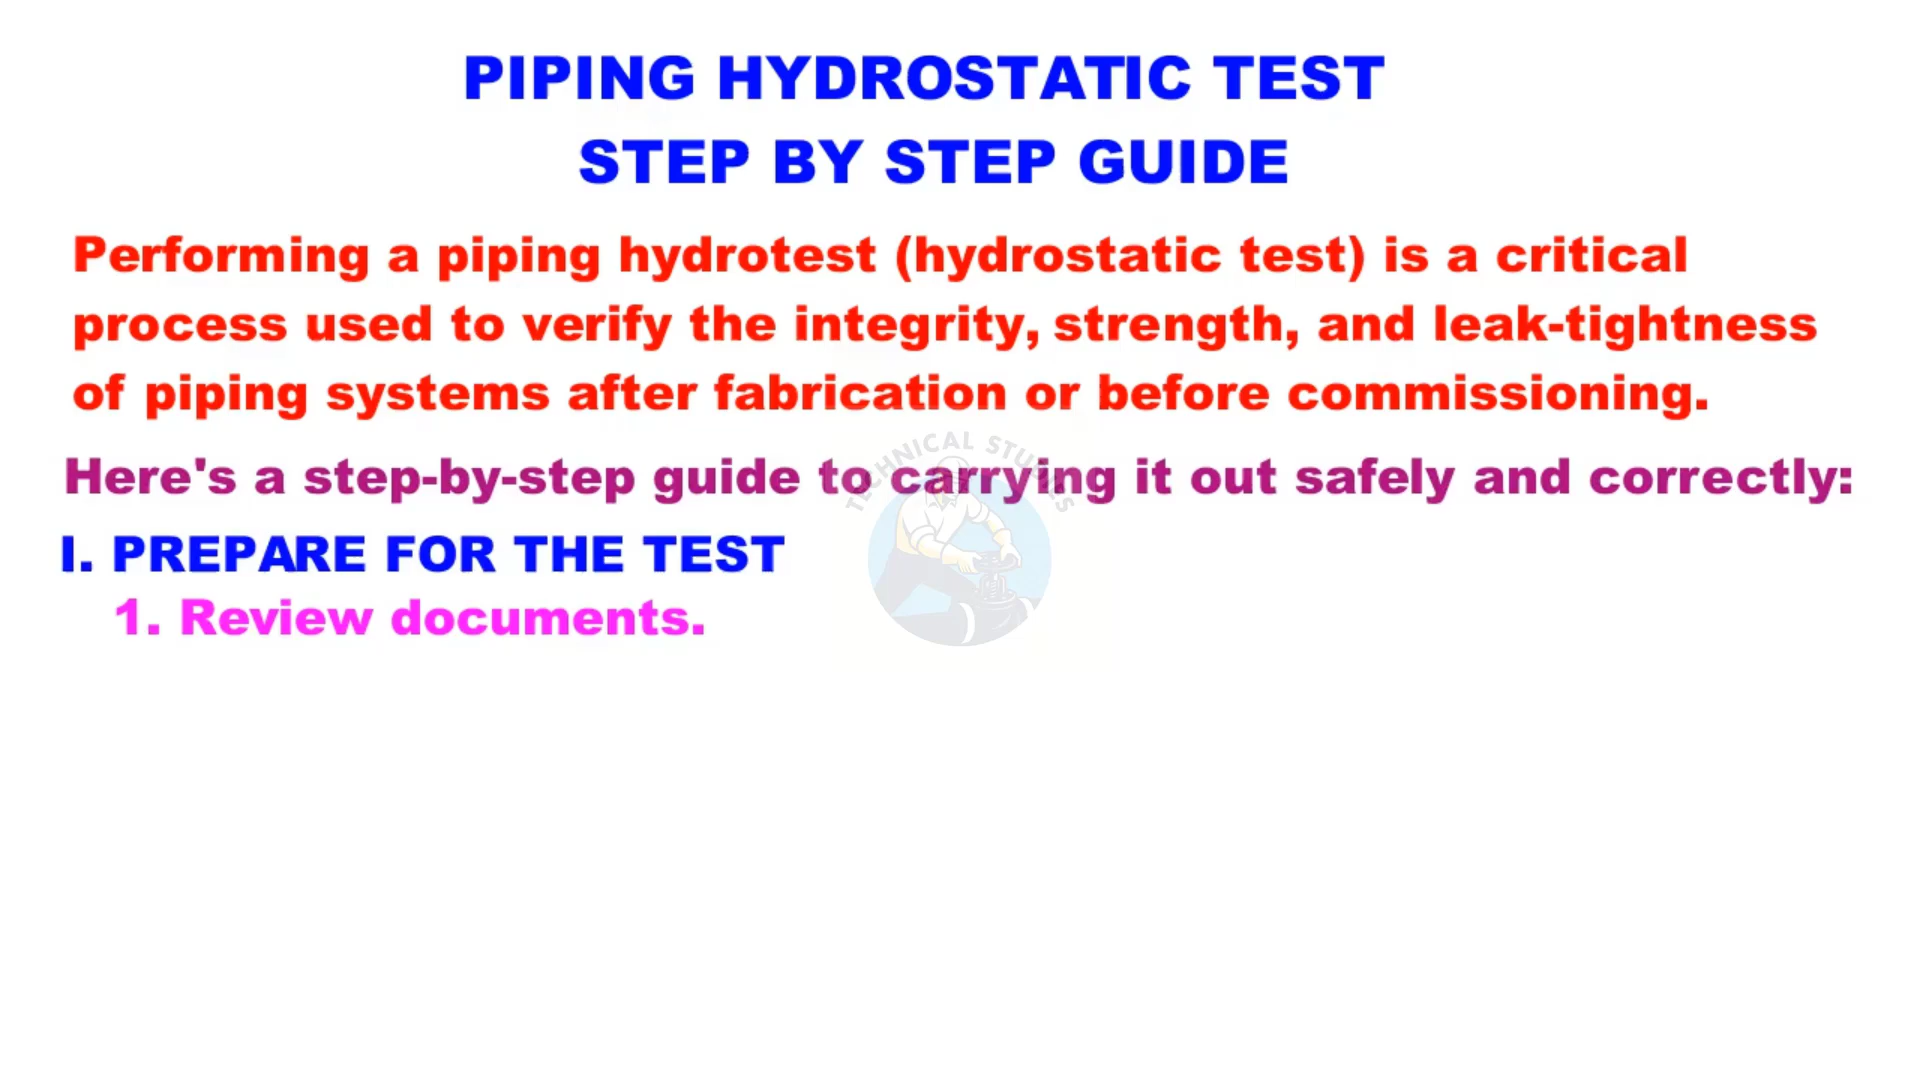 PIPING HYDROSTATIC TEST
STEP BY STEP GUIDE
Performing a piping hydrotest (hydrostatic test) is a critical
process used to verify the integrity, strength, and leak-tightness
of piping systems after fabrication or before commissioning.
TECHNICAL STUDIES
Here's a step-by-step guide to carrying it out safely and correctly:
I. PREPARE FOR THE TEST
1. Review documents.